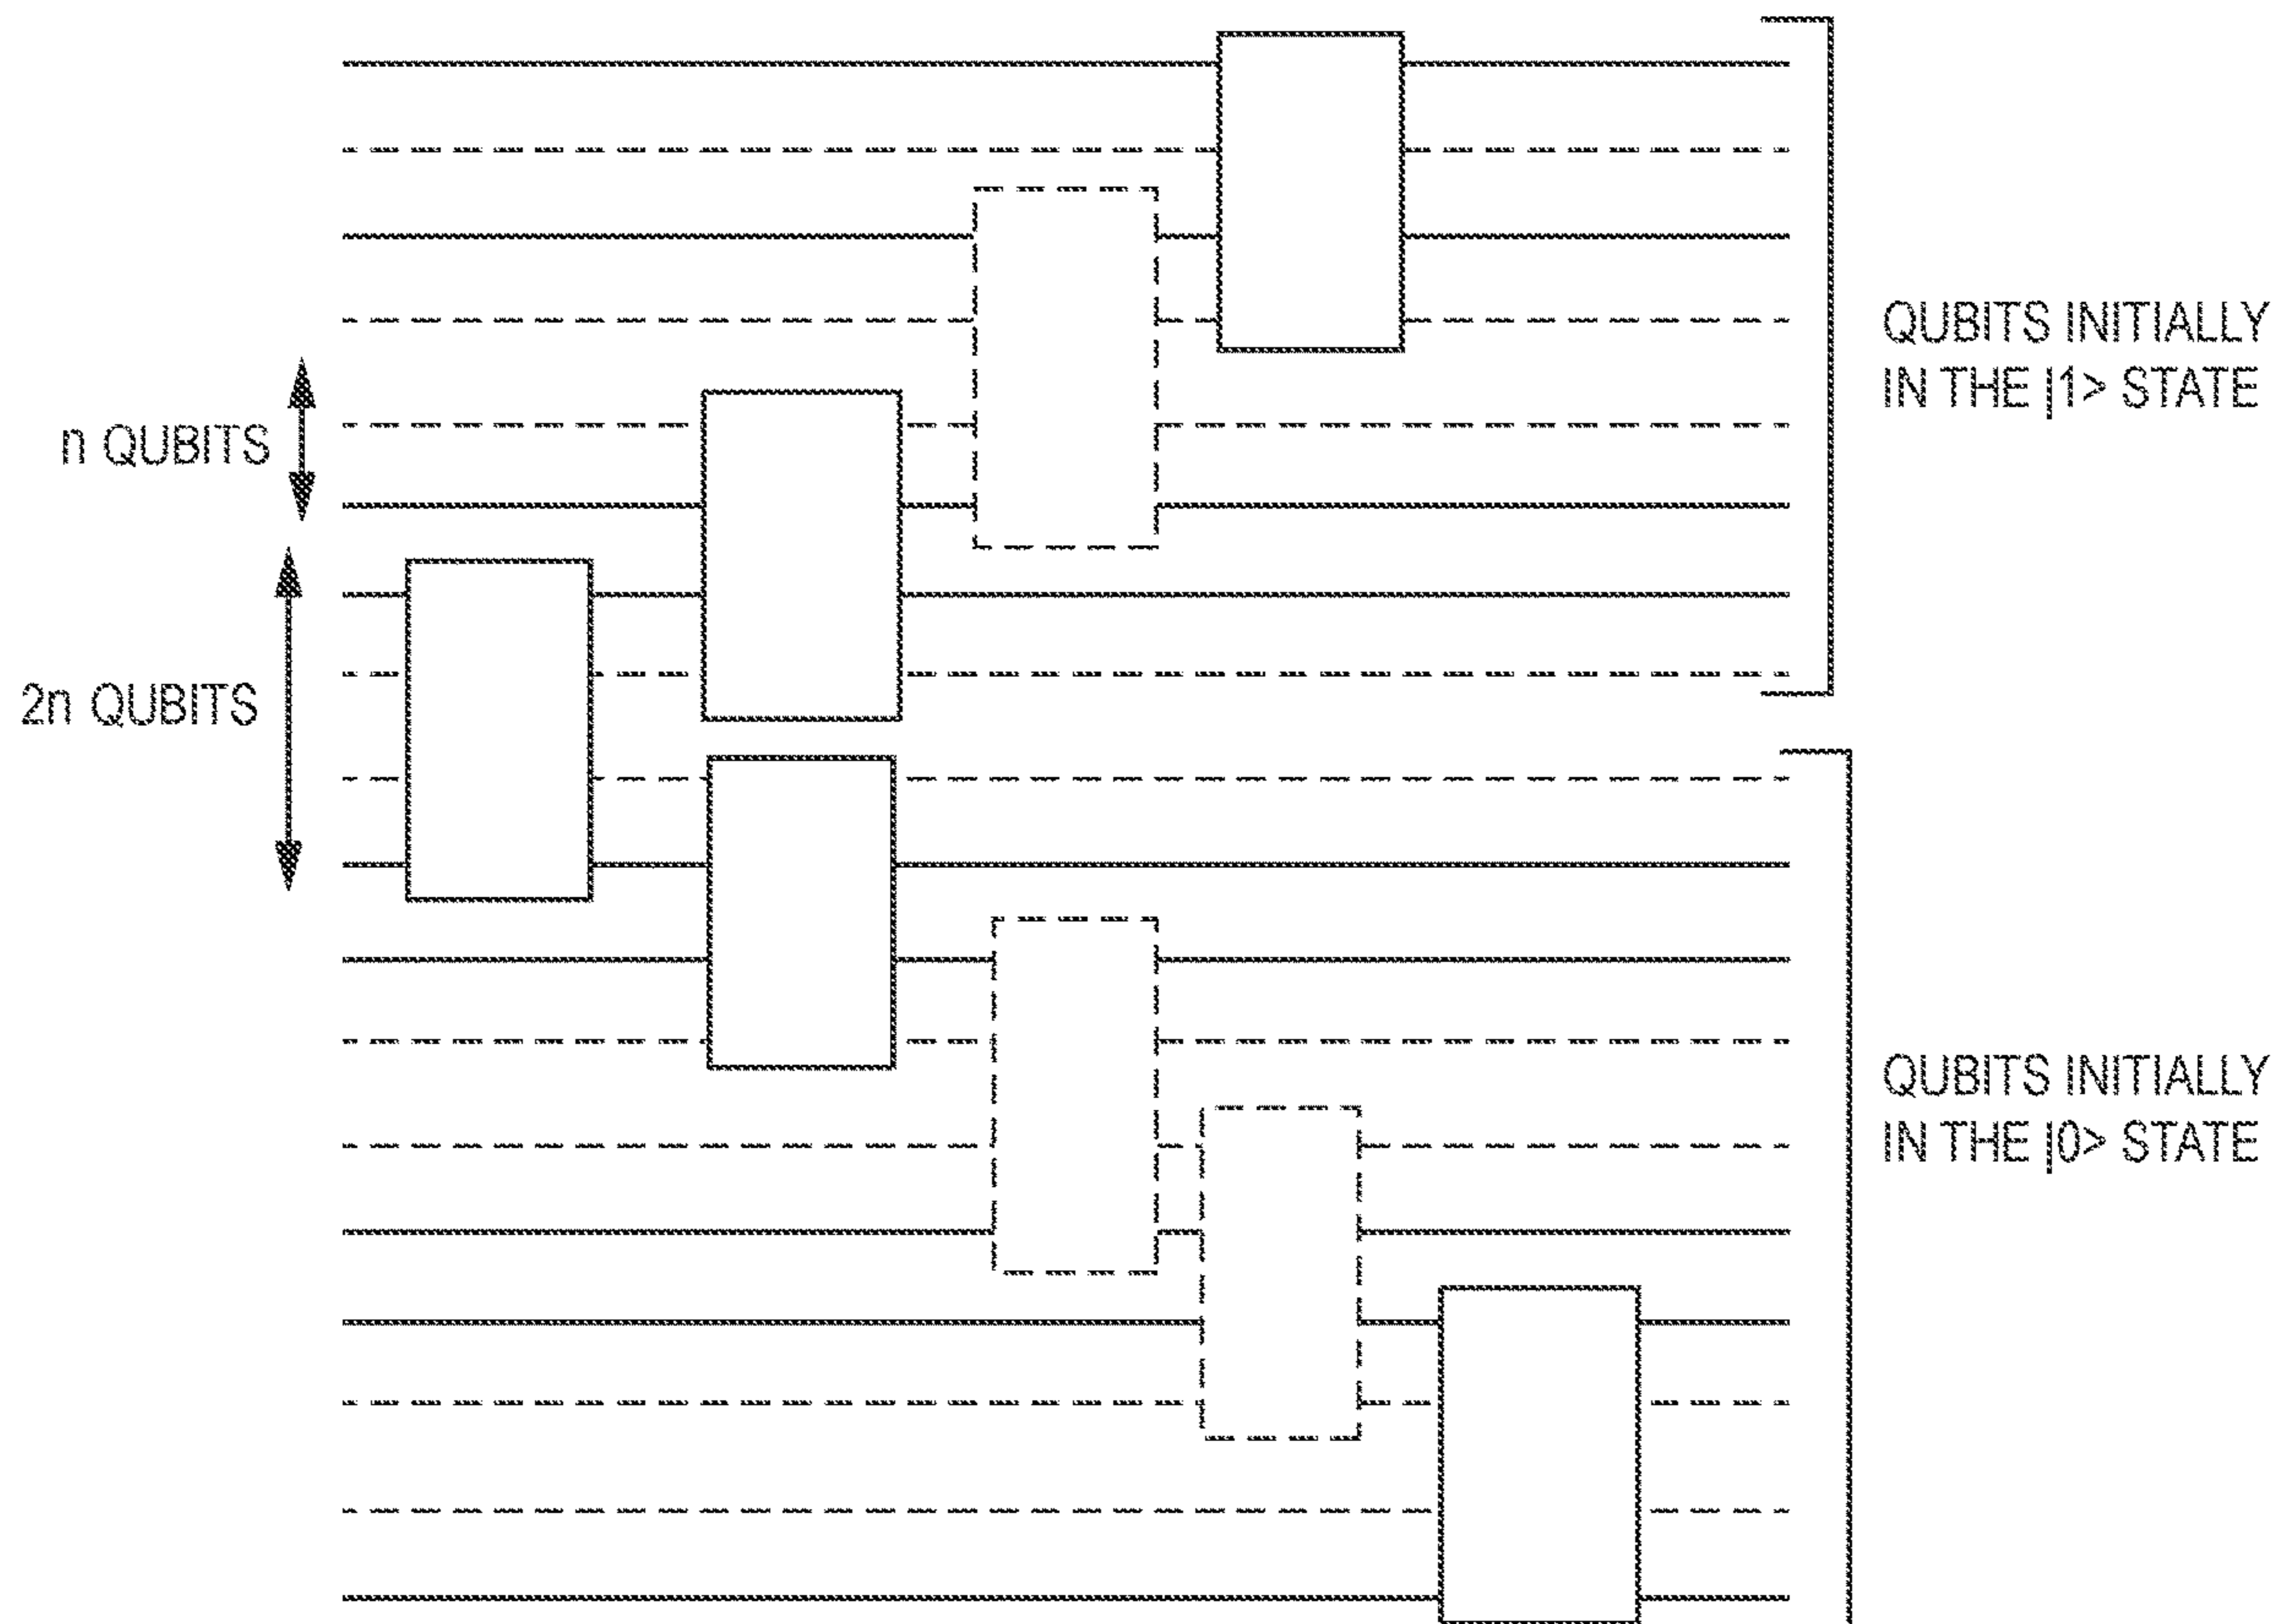 QUBITS INITIALLY
IN THE |1> STATE
n QUBITS
2n QUBITS
QUBITS INITIALLY
IN THE |0> STATE